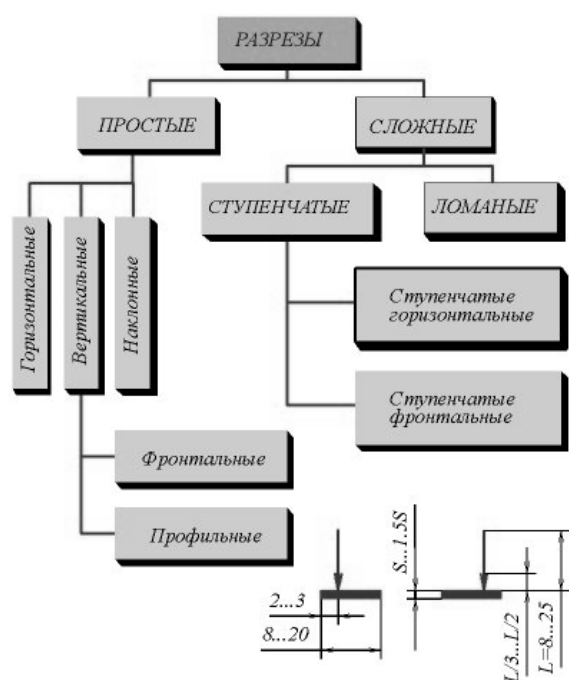 РАЗРЕЗЫ
ПРОСТЫЕ
СЛОЖНЫЕ
СТУПЕНЧАТЫЕ
ЛОМАНЫЕ
Горизонтальные
Вертикальные
Наклонные
Ступенчатые
горизонтальные
Ступенчатые
фронтальные
Фронтальные
Профильные
2...3
8...20
S...1.5S
L/3...L/2
L=8...25